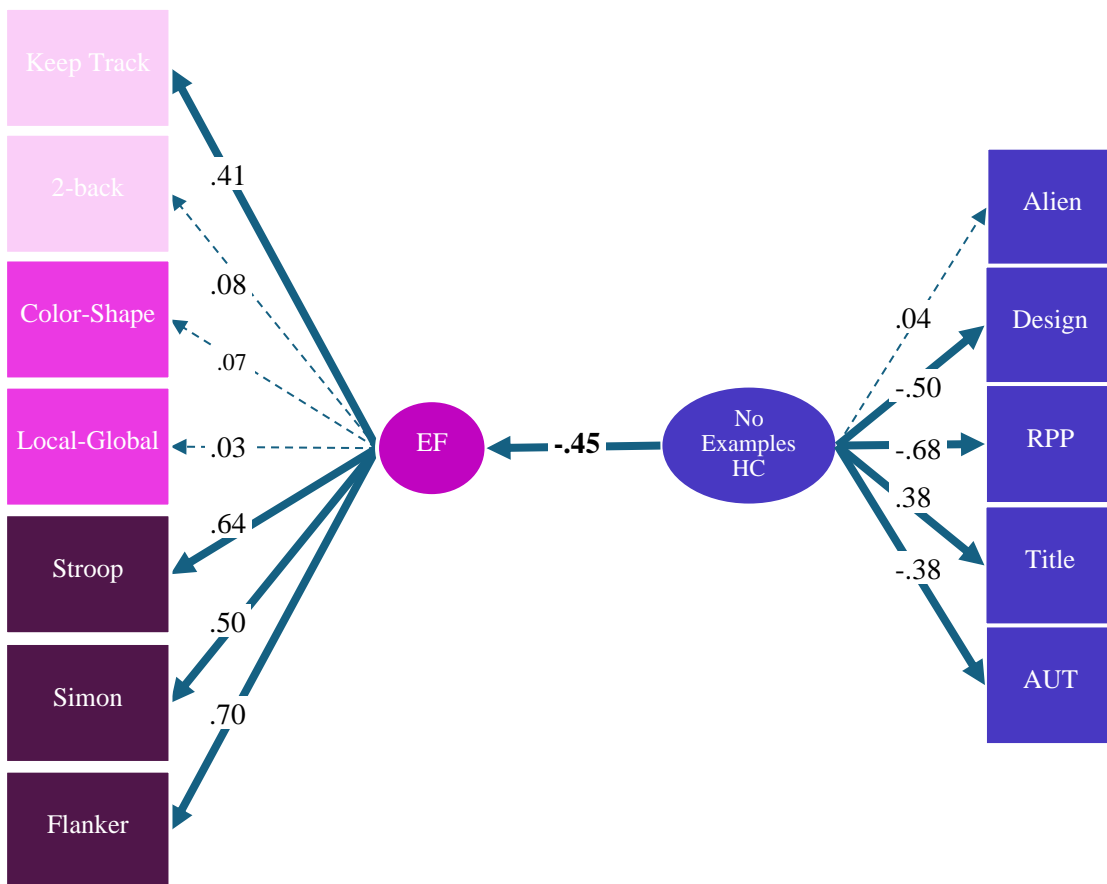 Keep Track
2-back
Color-Shape
Local-Global
Stroop
Simon
Flanker
.41
.08
.07
.03
.64
.50
.70
EF
-.45
No
Examples
HC
.04
-.50
-.68
.38
-.38
Alien
Design
RPP
Title
AUT